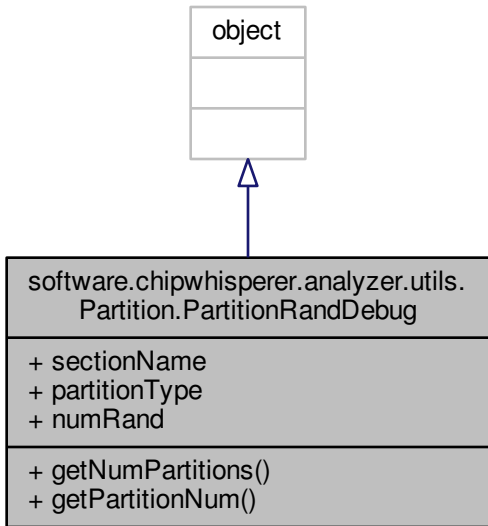 object
software.chipwhisperer.analyzer.utils.
Partition.PartitionRandDebug
+ sectionName
+ partitionType
+ numRand
+ getNumPartitions()
+ getPartitionNum()